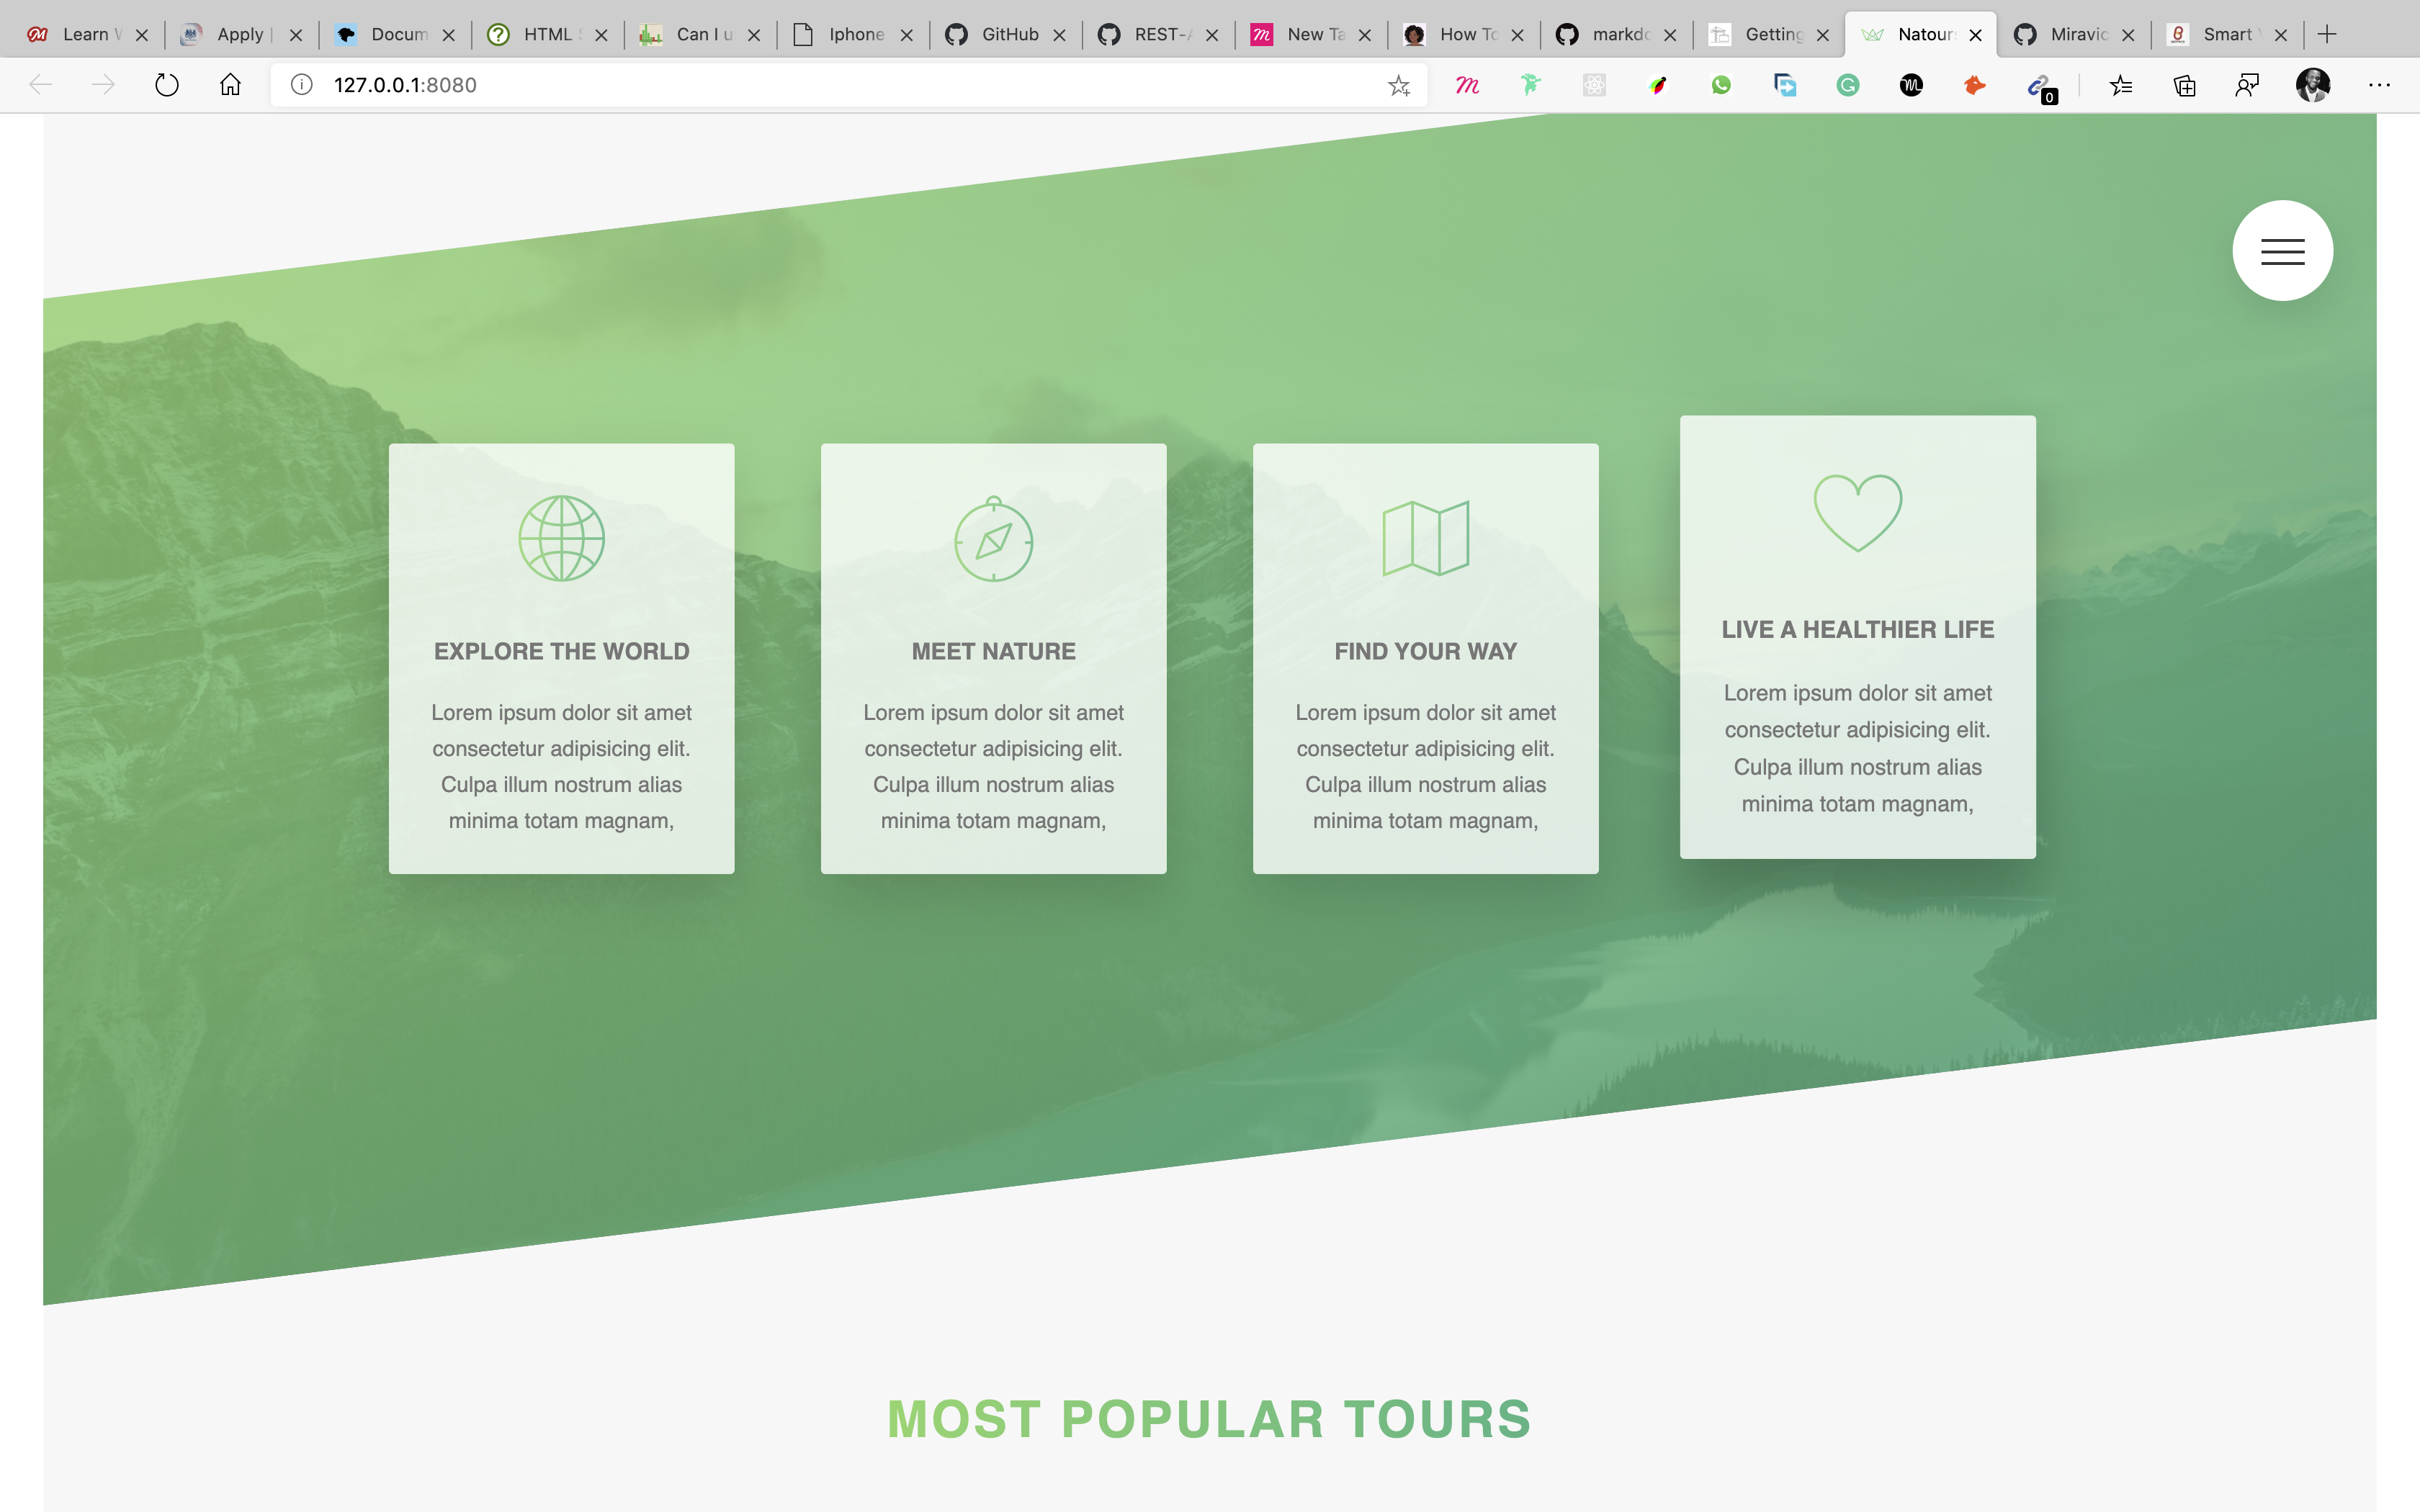 Learn
Apply
Docum
HTML
Can I u
Iphone
GitHub
REST-
New Ta
How To
markdo
Getting
Natours
Miravic
Smart
127.0.0.1:8080
0
EXPLORE THE WORLD
Lorem ipsum dolor sit amet
consectetur adipisicing elit.
Culpa illum nostrum alias
minima totam magnam,
MEET NATURE
Lorem ipsum dolor sit amet
consectetur adipisicing elit.
Culpa illum nostrum alias
minima totam magnam,
FIND YOUR WAY
Lorem ipsum dolor sit amet
consectetur adipisicing elit.
Culpa illum nostrum alias
minima totam magnam,
LIVE A HEALTHIER LIFE
Lorem ipsum dolor sit amet
consectetur adipisicing elit.
Culpa illum nostrum alias
minima totam magnam,
MOST POPULAR TOURS